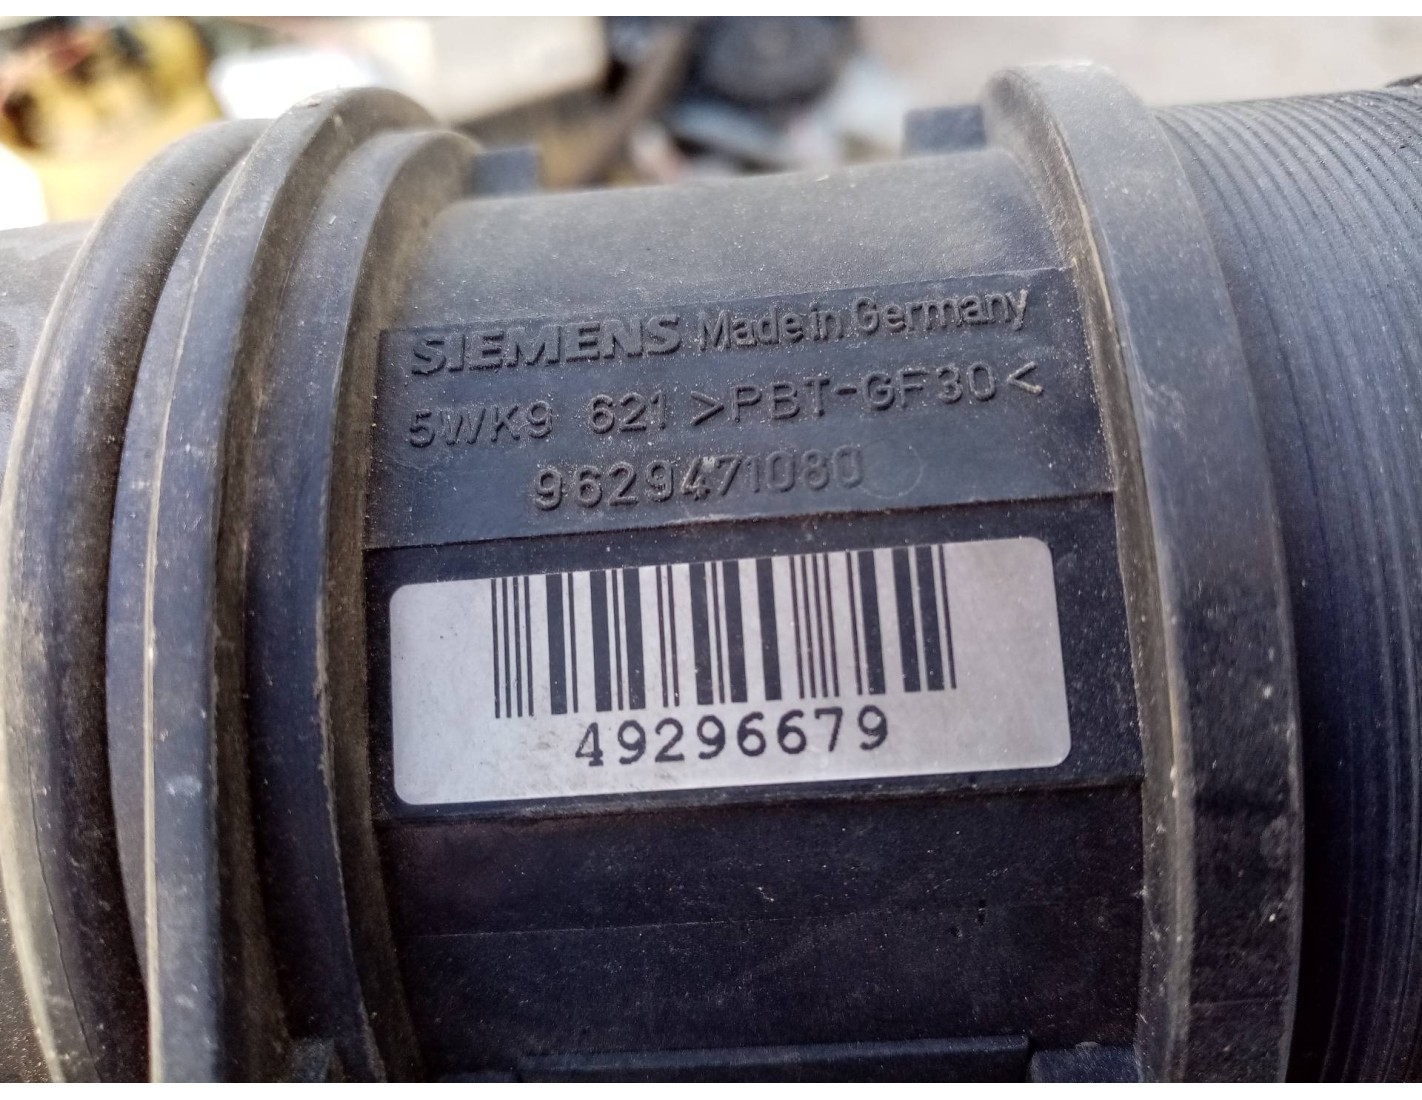 SIEMENS Made in Germany
5WK9 621 >PBT-GF30<
9629471080
49296679